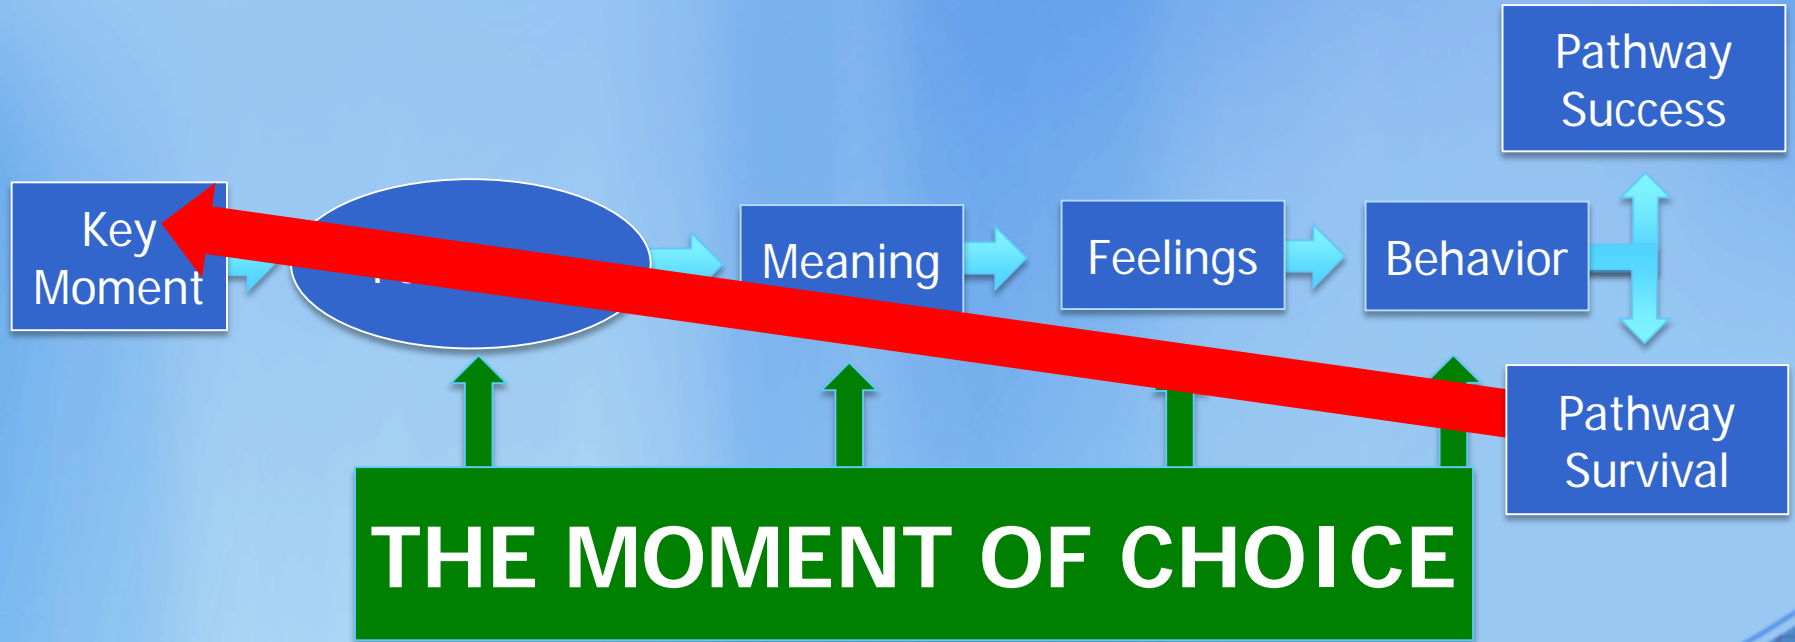 Pathway
Success
Key
Moment
Meaning
Feelings
Behavior
Pathway
Survival
THE MOMENT OF CHOICE